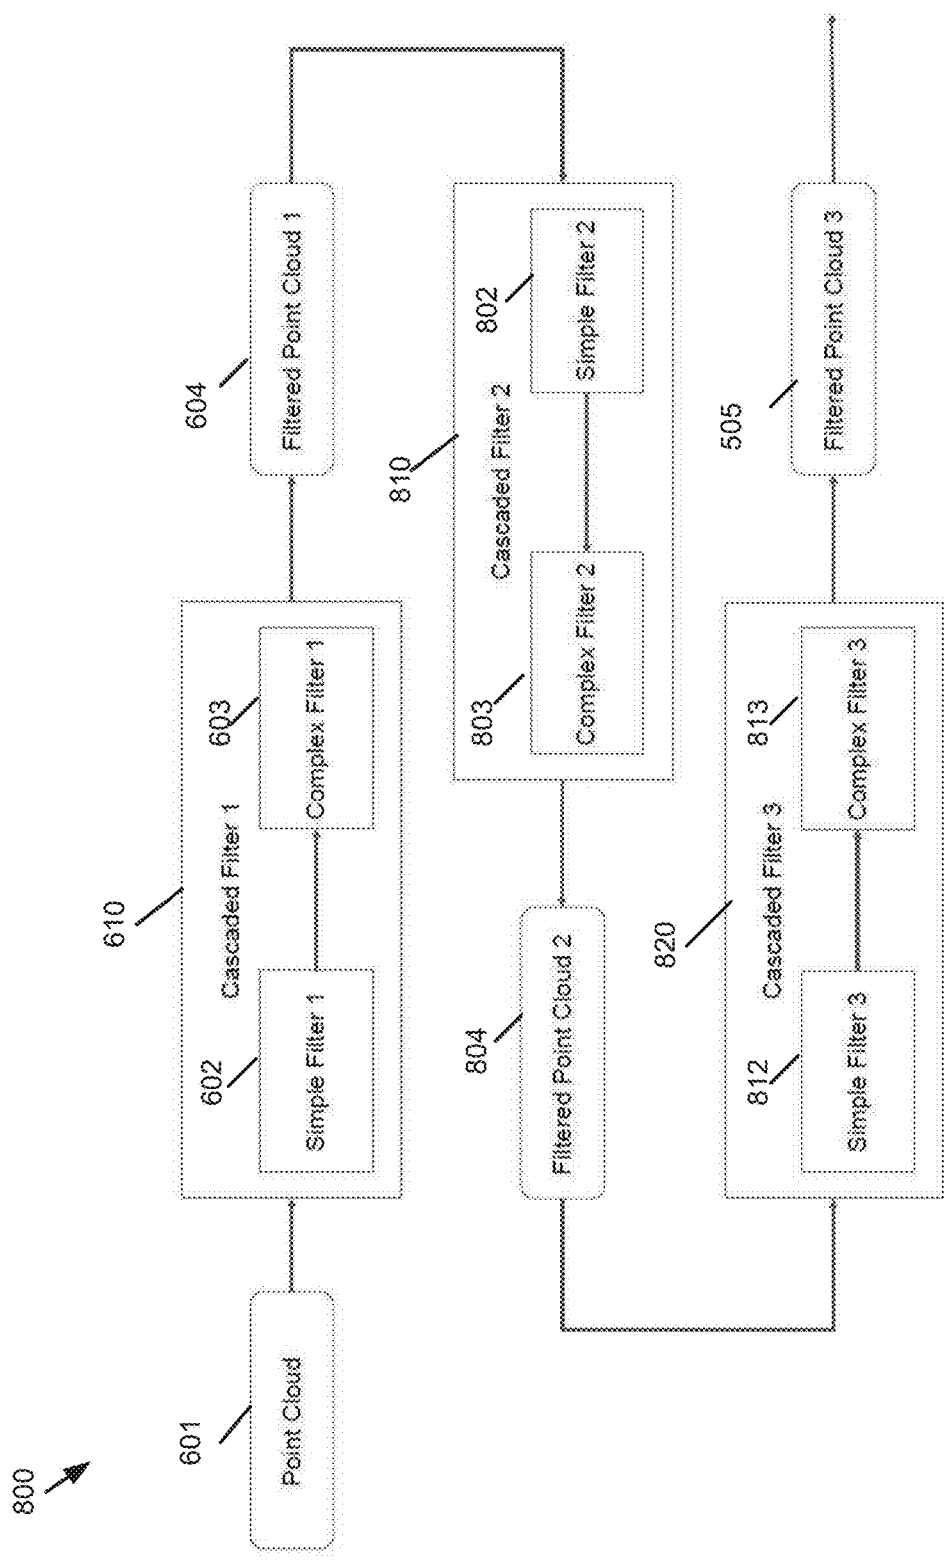 800
601
Point Cloud
610
Cascaded Filter 1
602
Simple Filter 1
603
Complex Filter 1
604
Filtered Point Cloud 1
810
Cascaded Filter 2
802
Simple Filter 2
803
Complex Filter 2
804
Filtered Point Cloud 2
820
Cascaded Filter 3
812
Simple Filter 3
813
Complex Filter 3
505
Filtered Point Cloud 3